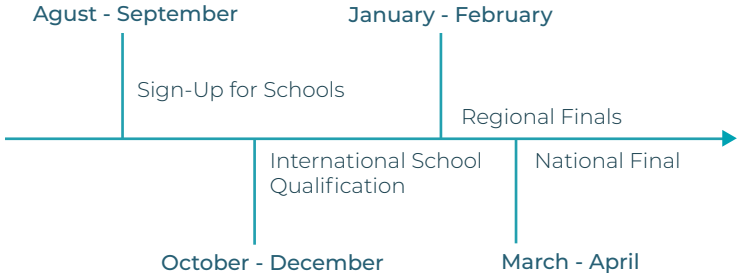 Agust - September
January - February
Sign-Up for Schools
Regional Finals
International School
Qualification
National Final
October - December
March - April